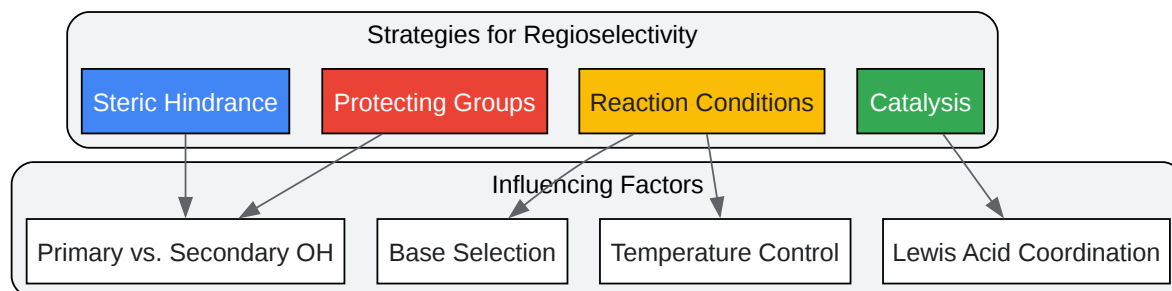 Strategies for Regioselectivity
Steric Hindrance
Protecting Groups
Reaction Conditions
Catalysis
Influencing Factors
Primary vs. Secondary OH
Base Selection
Temperature Control
Lewis Acid Coordination